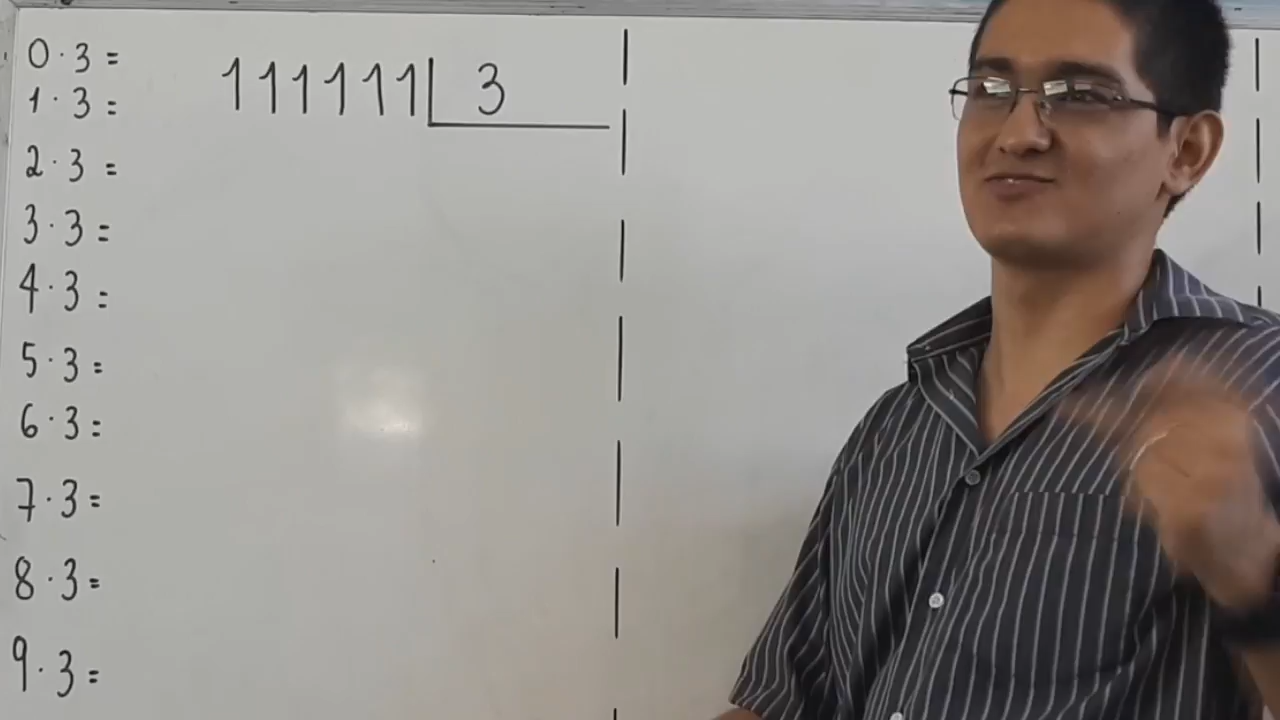 0 · 3 =
1 · 3 =
2 · 3 =
3 · 3 =
4 · 3 =
5 · 3 =
6 · 3 =
7 · 3 =
8 · 3 =
9 · 3 =
111111 3